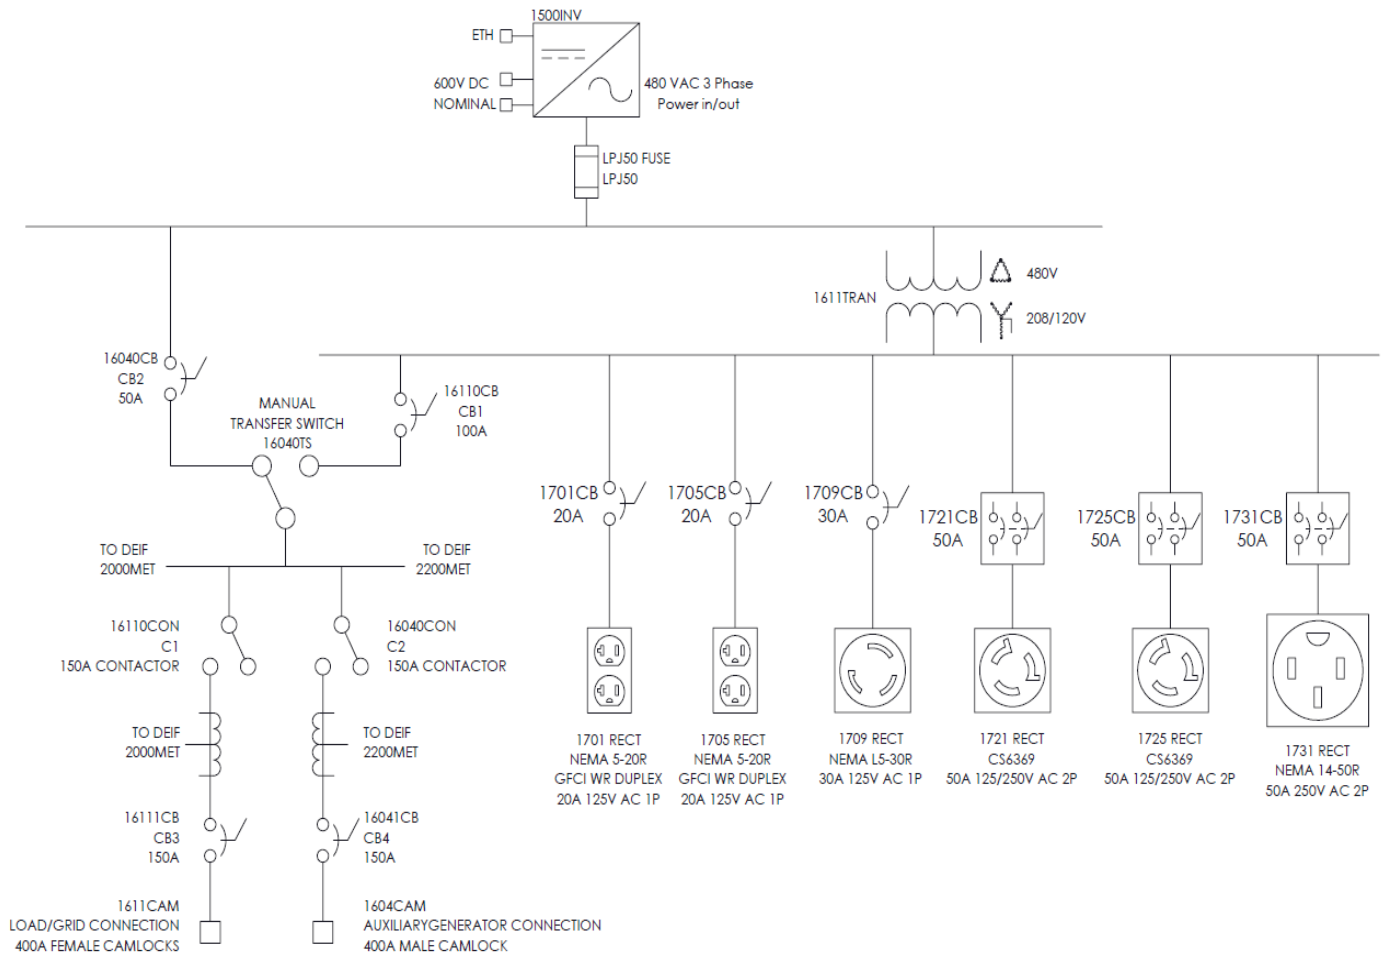 1500INV
ETH
600V DC
NOMINAL
480 VAC 3 Phase
Power in/out
LPJ50 FUSE
LPJ50
1611TRAN
480V
208/120V
16040CB
CB2
50A
MANUAL
TRANSFER SWITCH
16040TS
16110CB
CB1
100A
1701CB
20A
1705CB
20A
1709CB
30A
1721CB
50A
1725CB
50A
1731CB
50A
TO DEIF
2000MET
TO DEIF
2200MET
16110CON
C1
150A CONTACTOR
16040CON
C2
150A CONTACTOR
TO DEIF
2000MET
TO DEIF
2200MET
1701 RECT
NEMA 5-20R
GFCI WR DUPLEX
20A 125V AC 1P
1705 RECT
NEMA 5-20R
GFCI WR DUPLEX
20A 125V AC 1P
1709 RECT
NEMA L5-30R
30A 125V AC 1P
1721 RECT
CS6369
50A 125/250V AC 2P
1725 RECT
CS6369
50A 125/250V AC 2P
1731 RECT
NEMA 14-50R
50A 250V AC 2P
16111CB
CB3
150A
16041CB
CB4
150A
1611CAM
LOAD/GRID CONNECTION
400A FEMALE CAMLOCKS
1604CAM
AUXILIARYGENERATOR CONNECTION
400A MALE CAMLOCK